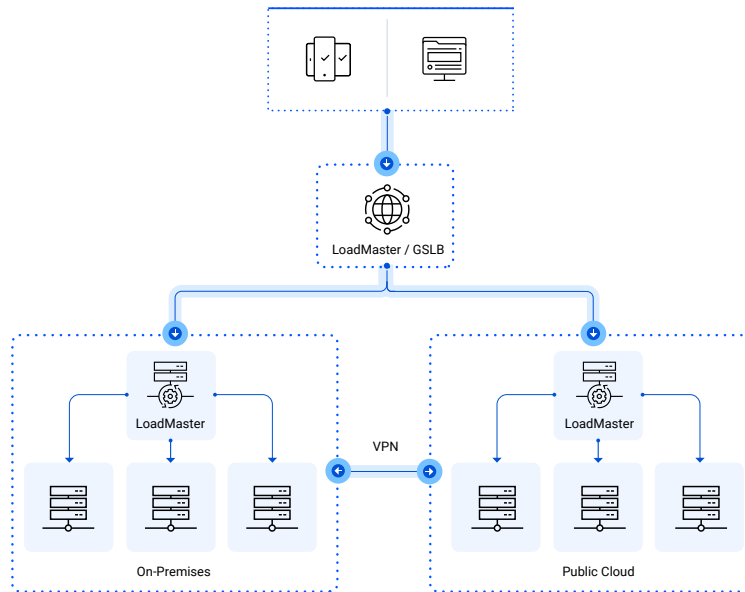 LoadMaster / GSLB
LoadMaster
LoadMaster
VPN
On-Premises
Public Cloud